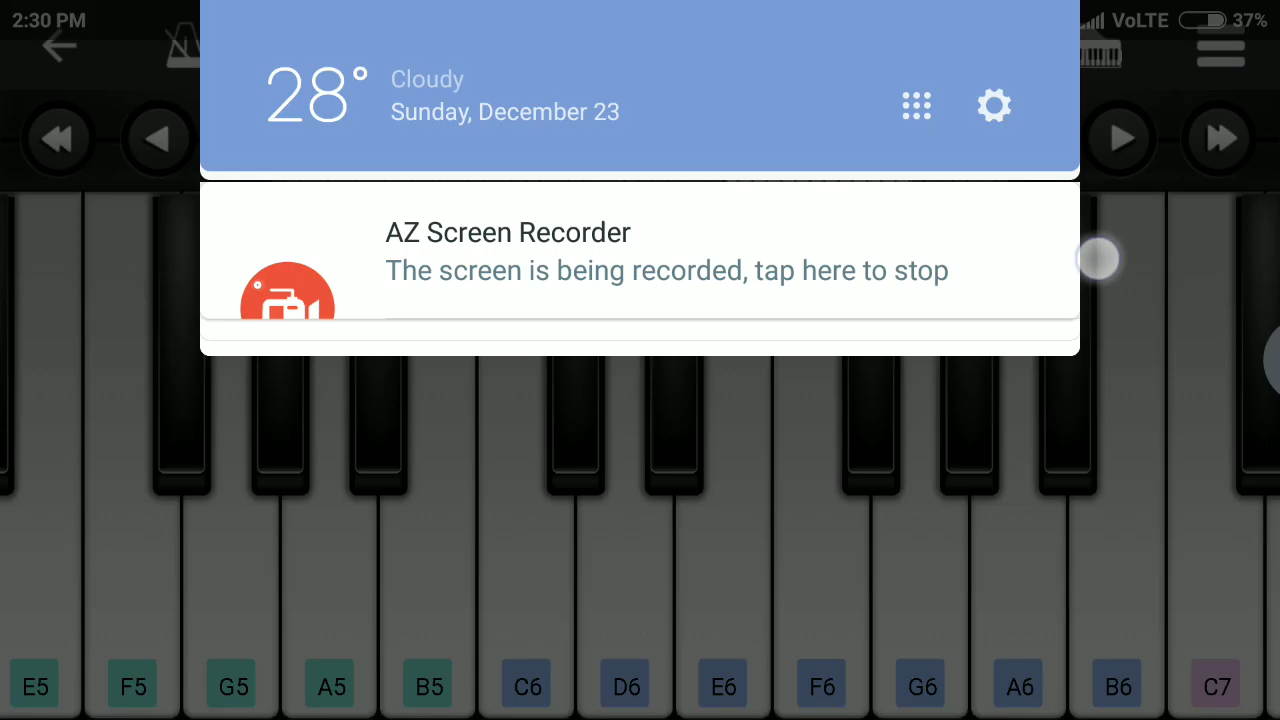 2:30 PM
VoLTE 37%
28°
Cloudy
Sunday, December 23
AZ Screen Recorder
The screen is being recorded, tap here to stop
E5 F5 G5 A5 B5 C6 D6 E6 F6 G6 A6 B6 C7